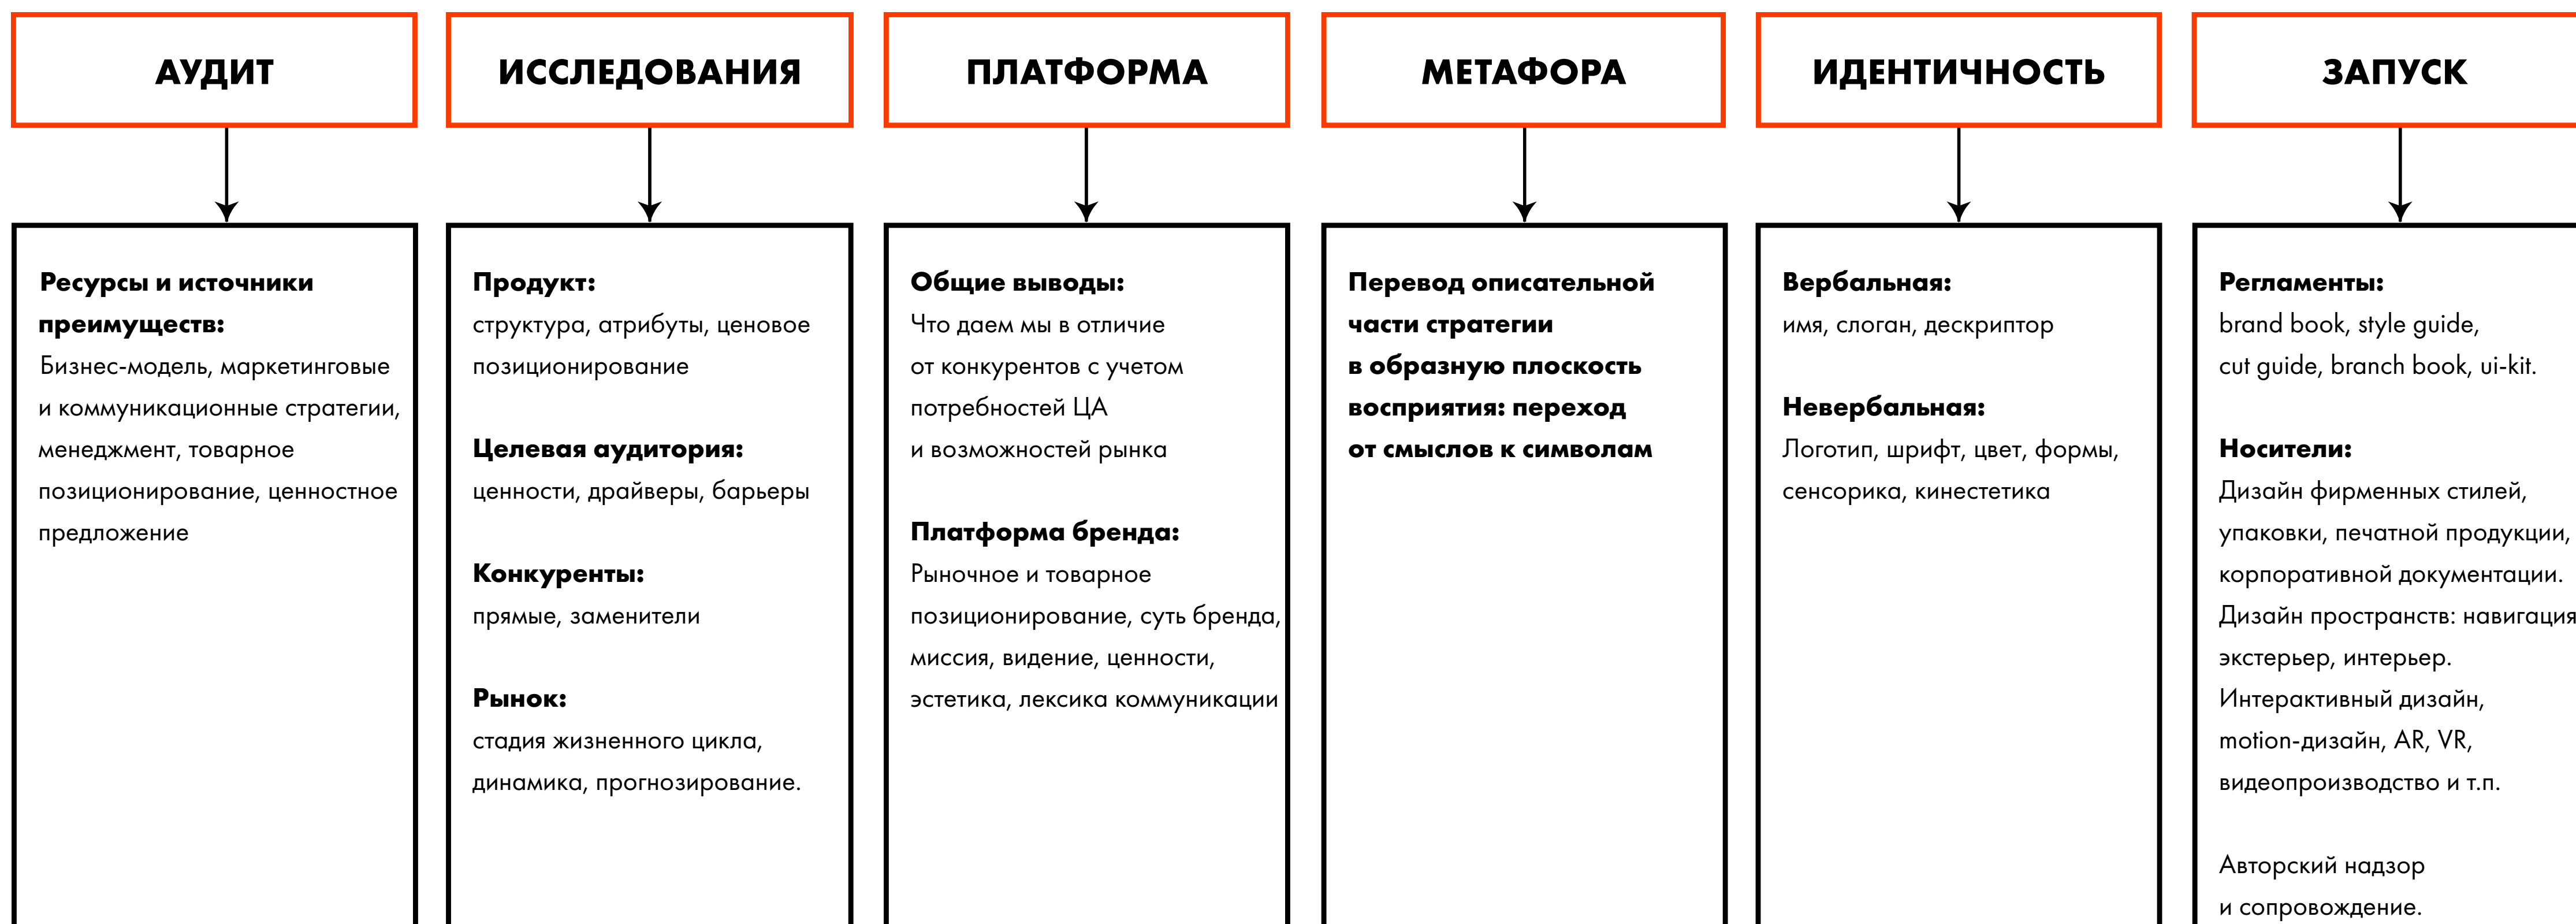 АУДИТ
Ресурсы и источники
преимуществ:
Бизнес-модель, маркетинговые
и коммуникационные стратегии,
менеджмент, товарное
позиционирование, ценностное
предложение
ИССЛЕДОВАНИЯ
Продукт:
структура, атрибуты, ценовое
позиционирование
Целевая аудитория:
ценности, драйверы, барьеры
Конкуренты:
прямые, заменители
Рынок:
стадия жизненного цикла,
динамика, прогнозирование.
ПЛАТФОРМА
Общие выводы:
Что даем мы в отличие
от конкурентов с учетом
потребностей ЦА
и возможностей рынка
Платформа бренда:
Рыночное и товарное
позиционирование, суть бренда,
миссия, видение, ценности,
эстетика, лексика коммуникации
МЕТАФОРА
Перевод описательной
части стратегии
в образную плоскость
восприятия: переход
от смыслов к символам
ИДЕНТИЧНОСТЬ
Вербальная:
имя, слоган, дескриптор
Невербальная:
Логотип, шрифт, цвет, формы,
сенсорика, кинестетика
ЗАПУСК
Регламенты:
brand book, style guide,
cut guide, branch book, ui-kit.
Носители:
Дизайн фирменных стилей,
упаковки, печатной продукции,
корпоративной документации.
Дизайн пространств: навигация
экстерьер, интерьер.
Интерактивный дизайн,
motion-дизайн, AR, VR,
видеопроизводство и т.п.
Авторский надзор
и сопровождение.